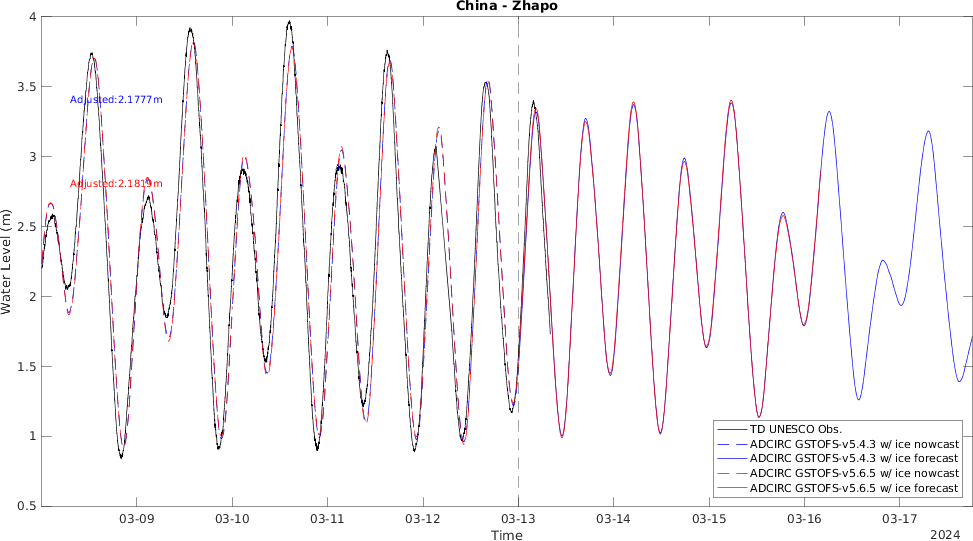 China - Zhapo
Water Level (m)
4
3.5
3
2.5
2
1.5
1
0.5
Adjusted:2.1777m
Adjusted:2.1819m
TD UNESCO Obs.
ADCIRC GSTOFS-v5.4.3 w/ ice nowcast
ADCIRC GSTOFS-v5.4.3 w/ ice forecast
ADCIRC GSTOFS-v5.6.5 w/ ice nowcast
ADCIRC GSTOFS-v5.6.5 w/ ice forecast
03-09 03-10 03-11 03-12 03-13 03-14 03-15 03-16 03-17
Time
2024